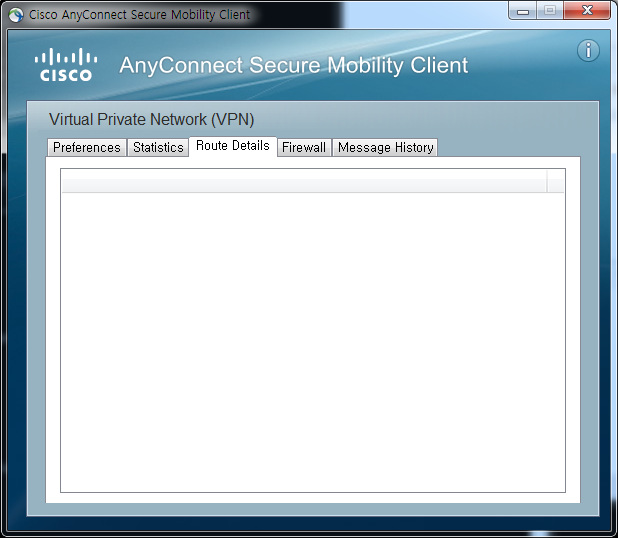 Cisco AnyConnect Secure Mobility Client
CISCO AnyConnect Secure Mobility Client
Virtual Private Network (VPN)
Preferences Statistics Route Details Firewall Message History